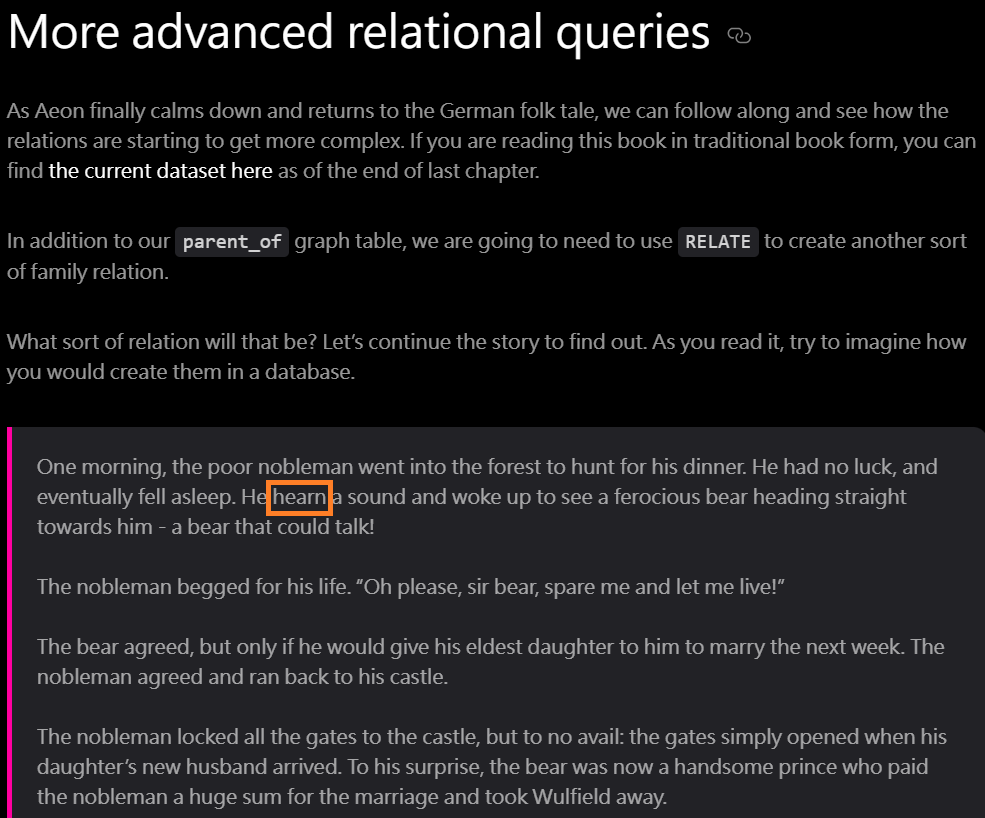 More advanced relational queries
As Aeon finally calms down and returns to the German folk tale, we can follow along and see how the
relations are starting to get more complex. If you are reading this book in traditional book form, you can
find the current dataset here as of the end of last chapter.
In addition to our parent_of graph table, we are going to need to use RELATE to create another sort
of family relation.
What sort of relation will that be? Let’s continue the story to find out. As you read it, try to imagine how
you would create them in a database.
One morning, the poor nobleman went into the forest to hunt for his dinner. He had no luck, and
eventually fell asleep. He hearn a sound and woke up to see a ferocious bear heading straight
towards him - a bear that could talk!
The nobleman begged for his life. “Oh please, sir bear, spare me and let me live!”
The bear agreed, but only if he would give his eldest daughter to him to marry the next week. The
nobleman agreed and ran back to his castle.
The nobleman locked all the gates to the castle, but to no avail: the gates simply opened when his
daughter’s new husband arrived. To his surprise, the bear was now a handsome prince who paid
the nobleman a huge sum for the marriage and took Wulfield away.